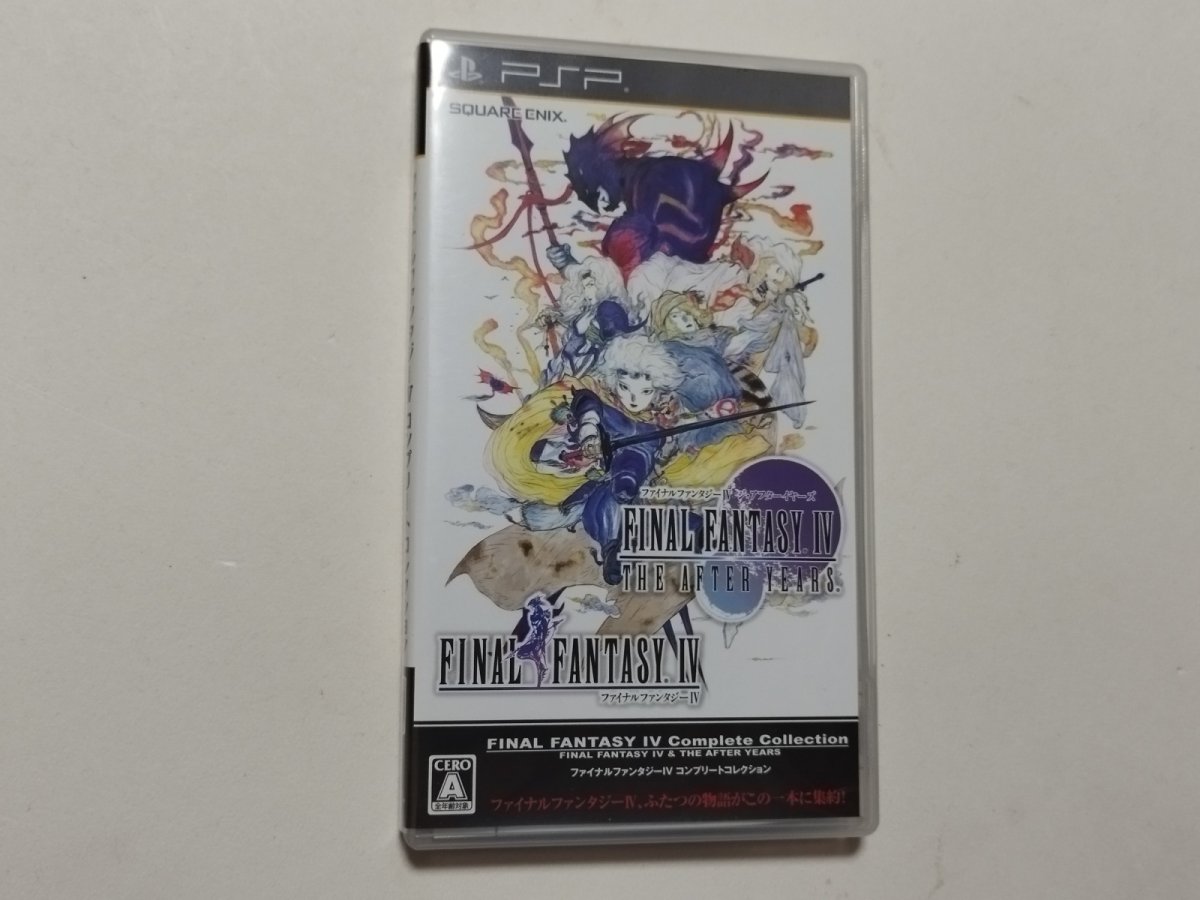 PSP
SQUARE ENIX.
ファイナルファンタジーIV ジ・アフターイヤーズ
FINAL FANTASY. IV
THE AFTER YEARS.
FINAL FANTASY. IV
ファイナルファンタジーIV
FINAL FANTASY IV Complete Collection
FINAL FANTASY IV & THE AFTER YEARS
ファイナルファンタジーIV コンプリートコレクション
CERO
A
全年齢対象
ファイナルファンタジーIV、ふたつの物語がこの一本に集約!